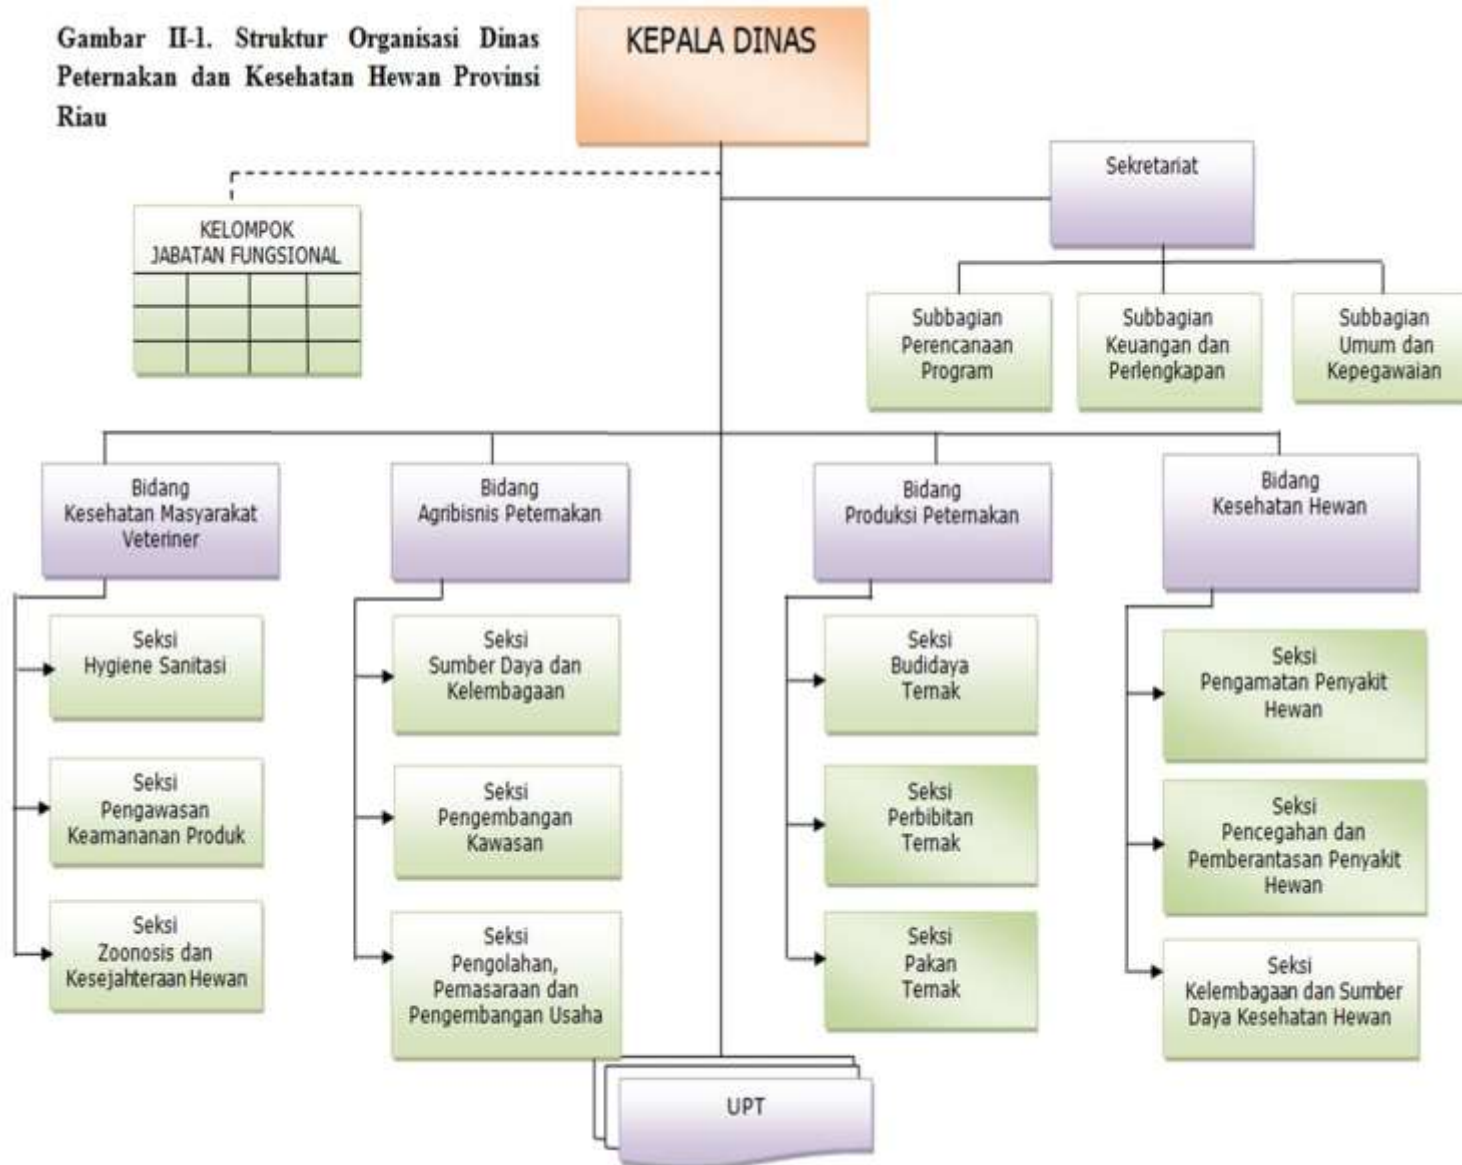 Gambar II-1. Struktur Organisasi Dinas
Peternakan dan Kesehatan Hewan Provinsi
Riau
KEPALA DINAS
Sekretariat
KELOMPOK
JABATAN FUNGSIONAL
Subbagian
Perencanaan
Program
Subbagian
Keuangan dan
Perlengkapan
Subbagian
Umum dan
Kepegawaian
Bidang
Kesehatan Masyarakat
Veteriner
Bidang
Agribisnis Peternakan
Bidang
Produksi Peternakan
Bidang
Kesehatan Hewan
Seksi
Hygiene Sanitasi
Seksi
Pengawasan
Keamananan Produk
Seksi
Zoonosis dan
Kesejahteraan Hewan
Seksi
Sumber Daya dan
Kelembagaan
Seksi
Pengembangan
Kawasan
Seksi
Pengolahan,
Pemasaraan dan
Pengembangan Usaha
Seksi
Budidaya
Ternak
Seksi
Perbibitan
Ternak
Seksi
Pakan
Ternak
Seksi
Pengamatan Penyakit
Hewan
Seksi
Pencegahan dan
Pemberantasan Penyakit
Hewan
Seksi
Kelembagaan dan Sumber
Daya Kesehatan Hewan
UPT